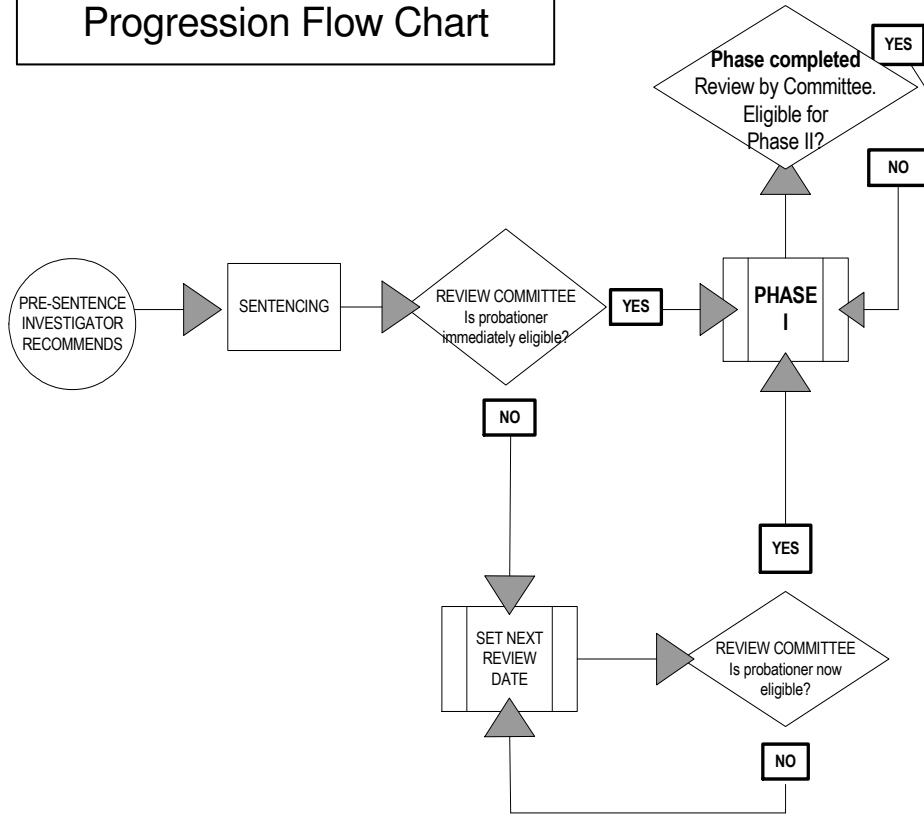 Progression Flow Chart
Phase completed
Review by Committee.
Eligible for
Phase II?
YES
NO
PRE-SENTENCE
INVESTIGATOR
RECOMMENDS
SENTENCING
REVIEW COMMITTEE
Is probationer
immediately eligible?
YES
PHASE
I
NO
YES
SET NEXT
REVIEW
DATE
REVIEW COMMITTEE
Is probationer now
eligible?
NO